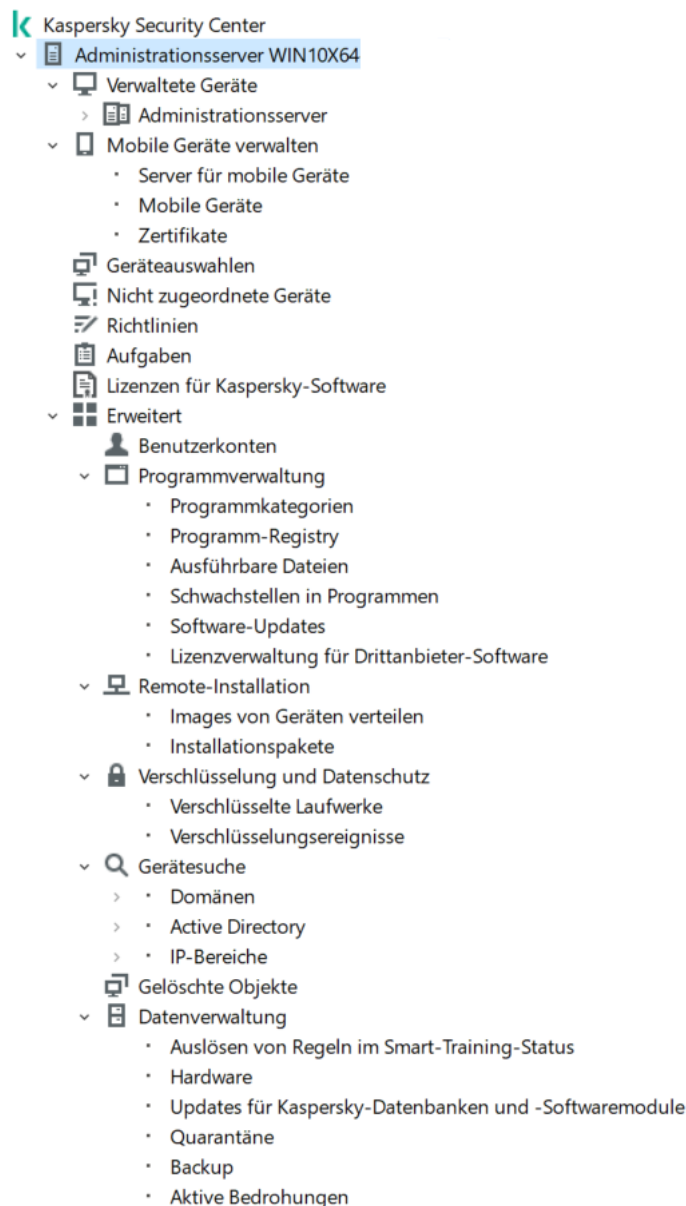 Kaspersky Security Center
Administrationsserver WIN10X64
Verwaltete Geräte
Administrationsserver
Mobile Geräte verwalten
Server für mobile Geräte
Mobile Geräte
Zertifikate
Geräteauswahlen
Nicht zugeordnete Geräte
Richtlinien
Aufgaben
Lizenzen für Kaspersky-Software
Erweitert
Benutzerkonten
Programmverwaltung
Programmkategorien
Programm-Registry
Ausführbare Dateien
Schwachstellen in Programmen
Software-Updates
Lizenzverwaltung für Drittanbieter-Software
Remote-Installation
Images von Geräten verteilen
Installationspakete
Verschlüsselung und Datenschutz
Verschlüsselte Laufwerke
Verschlüsselungsereignisse
Gerätesuche
Domänen
Active Directory
IP-Bereiche
Gelöschte Objekte
Datenverwaltung
Auslösen von Regeln im Smart-Training-Status
Hardware
Updates für Kaspersky-Datenbanken und -Softwaremodule
Quarantäne
Backup
Aktive Bedrohungen